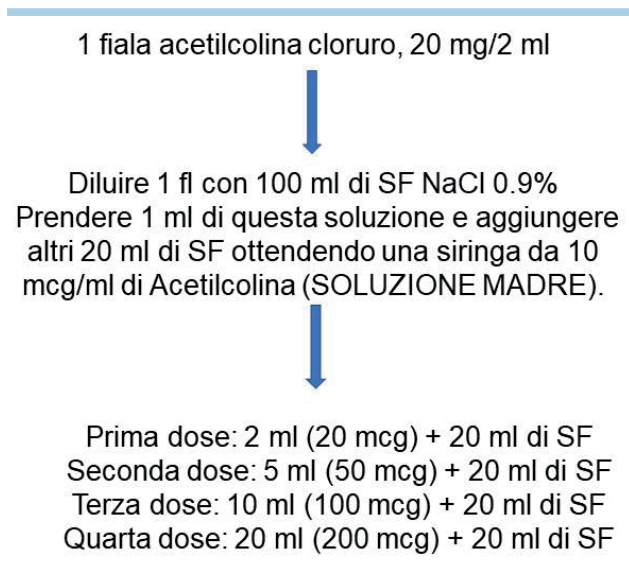 1 fiala acetilcolina cloruro, 20 mg/2 ml
Diluire 1 fl con 100 ml di SF NaCl 0.9%
Prendere 1 ml di questa soluzione e aggiungere
altri 20 ml di SF ottendendo una siringa da 10
mcg/ml di Acetilcolina (SOLUZIONE MADRE).
Prima dose: 2 ml (20 mcg) + 20 ml di SF
Seconda dose: 5 ml (50 mcg) + 20 ml di SF
Terza dose: 10 ml (100 mcg) + 20 ml di SF
Quarta dose: 20 ml (200 mcg) + 20 ml di SF